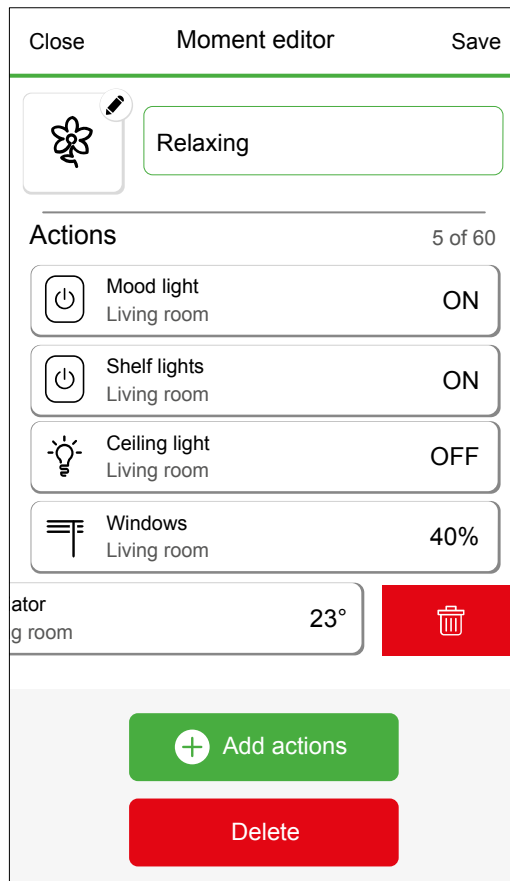 Close Moment editor Save
Relaxing
Actions 5 of 60
Mood light
Living room
ON
Shelf lights
Living room
ON
Ceiling light
Living room
OFF
Windows
Living room
40%
ator
g room
23°
Add actions
Delete